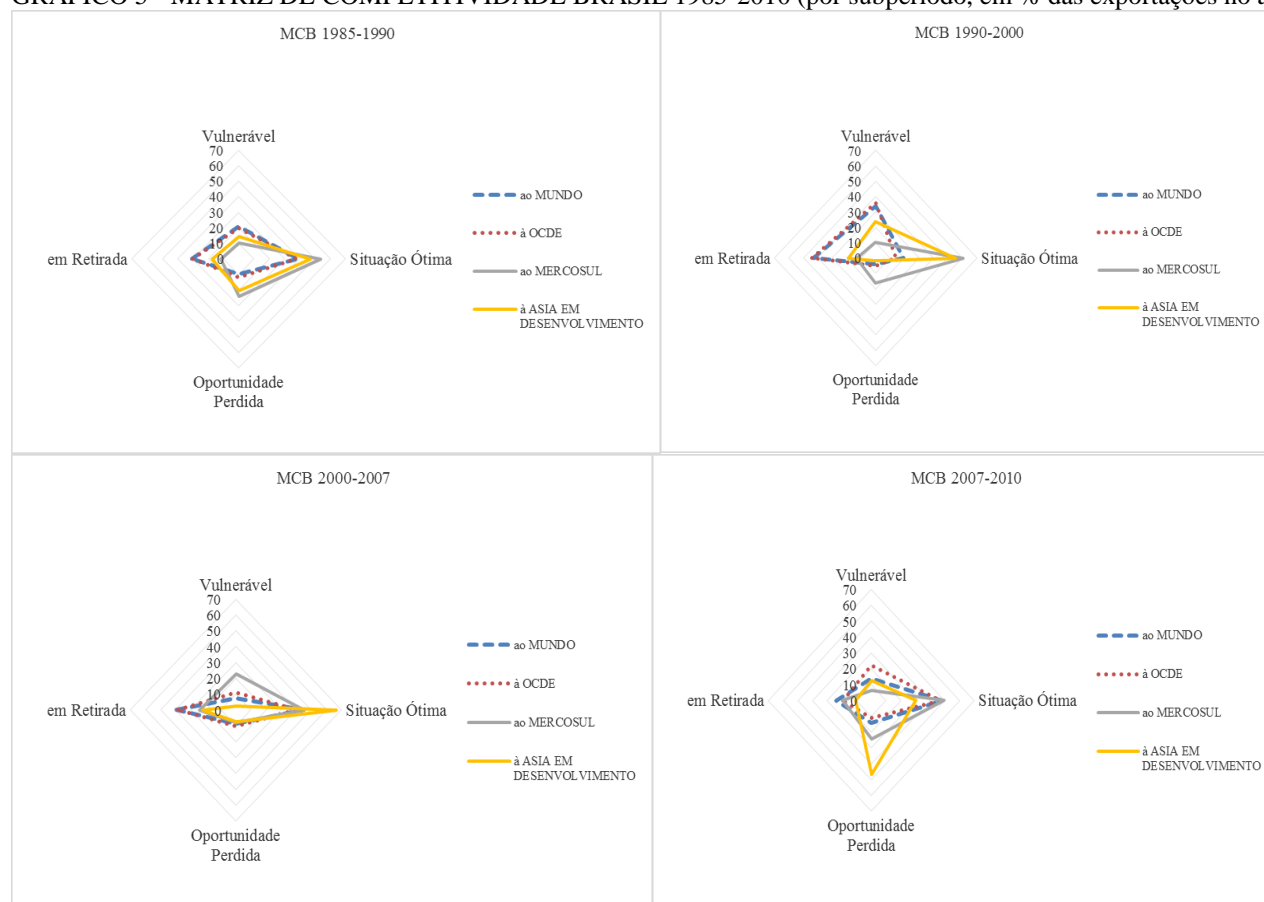 GRÁFICO 3 - MATRIZ DE COMPETITIVIDADE BRASIL 1985-2010 (por subperíodo, em % das exportações no
MCB 1985-1990
Vulnerável
70
60
50
40
30
20
10
0
em Retirada
Situação Ótima
Oportunidade
Perdida
ao MUNDO
à OCDE
ao MERCOSUL
à ASIA EM
DESENVOLVIMENTO
MCB 1990-2000
Vulnerável
70
60
50
40
30
20
10
0
em Retirada
Situação Ótima
Oportunidade
Perdida
ao MUNDO
à OCDE
ao MERCOSUL
à ASIA EM
DESENVOLVIMENTO
MCB 2000-2007
Vulnerável
70
60
50
40
30
20
10
0
em Retirada
Situação Ótima
Oportunidade
Perdida
ao MUNDO
à OCDE
ao MERCOSUL
à ASIA EM
DESENVOLVIMENTO
MCB 2007-2010
Vulnerável
70
60
50
40
30
20
10
0
em Retirada
Situação Ótima
Oportunidade
Perdida
ao MUNDO
à OCDE
ao MERCOSUL
à ASIA EM
DESENVOLVIMENTO